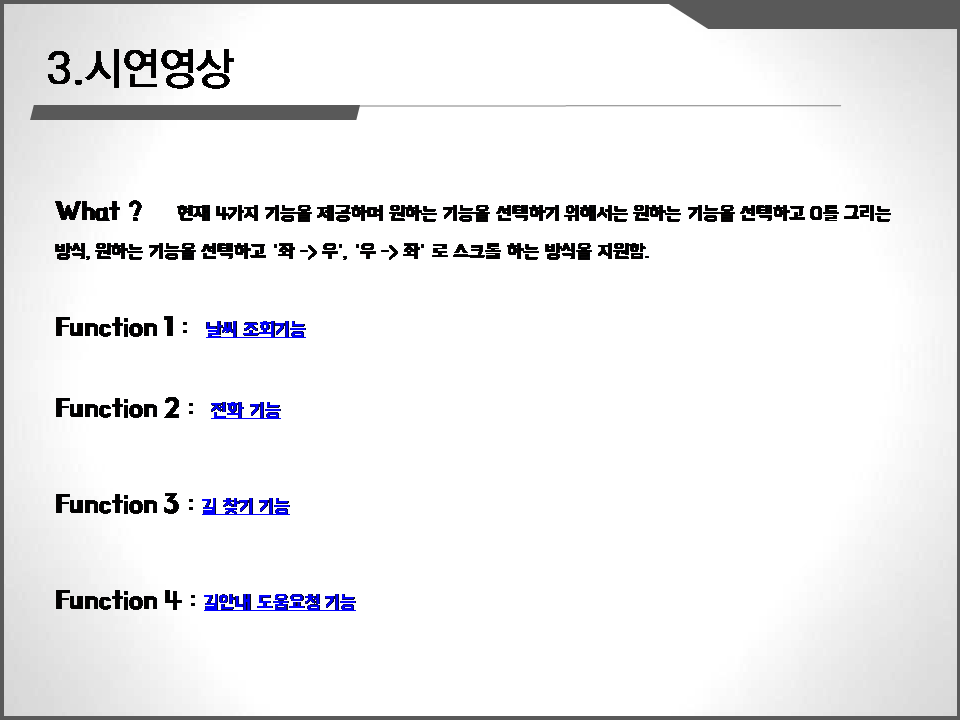 3.시연영상
What ? 현재 4가지 기능을 제공하며 원하는 기능을 선택하기 위해서는 원하는 기능을 선택하고 O를 그리는
방식, 원하는 기능을 선택하고 '좌 -> 우', '우 -> 좌' 로 스크롤 하는 방식을 지원함.
Function 1 : 날씨 조회기능
Function 2 : 전화 기능
Function 3 : 길 찾기 기능
Function 4 : 길안내 도움요청 기능